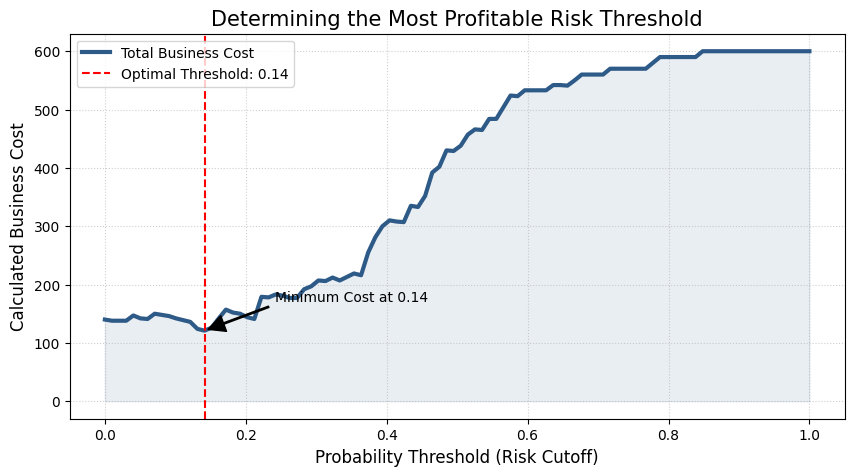 Determining the Most Profitable Risk Threshold
Total Business Cost
Optimal Threshold: 0.14
Calculated Business Cost
600
500
400
300
200
100
0
Minimum Cost at 0.14
0.0 0.2 0.4 0.6 0.8 1.0
Probability Threshold (Risk Cutoff)